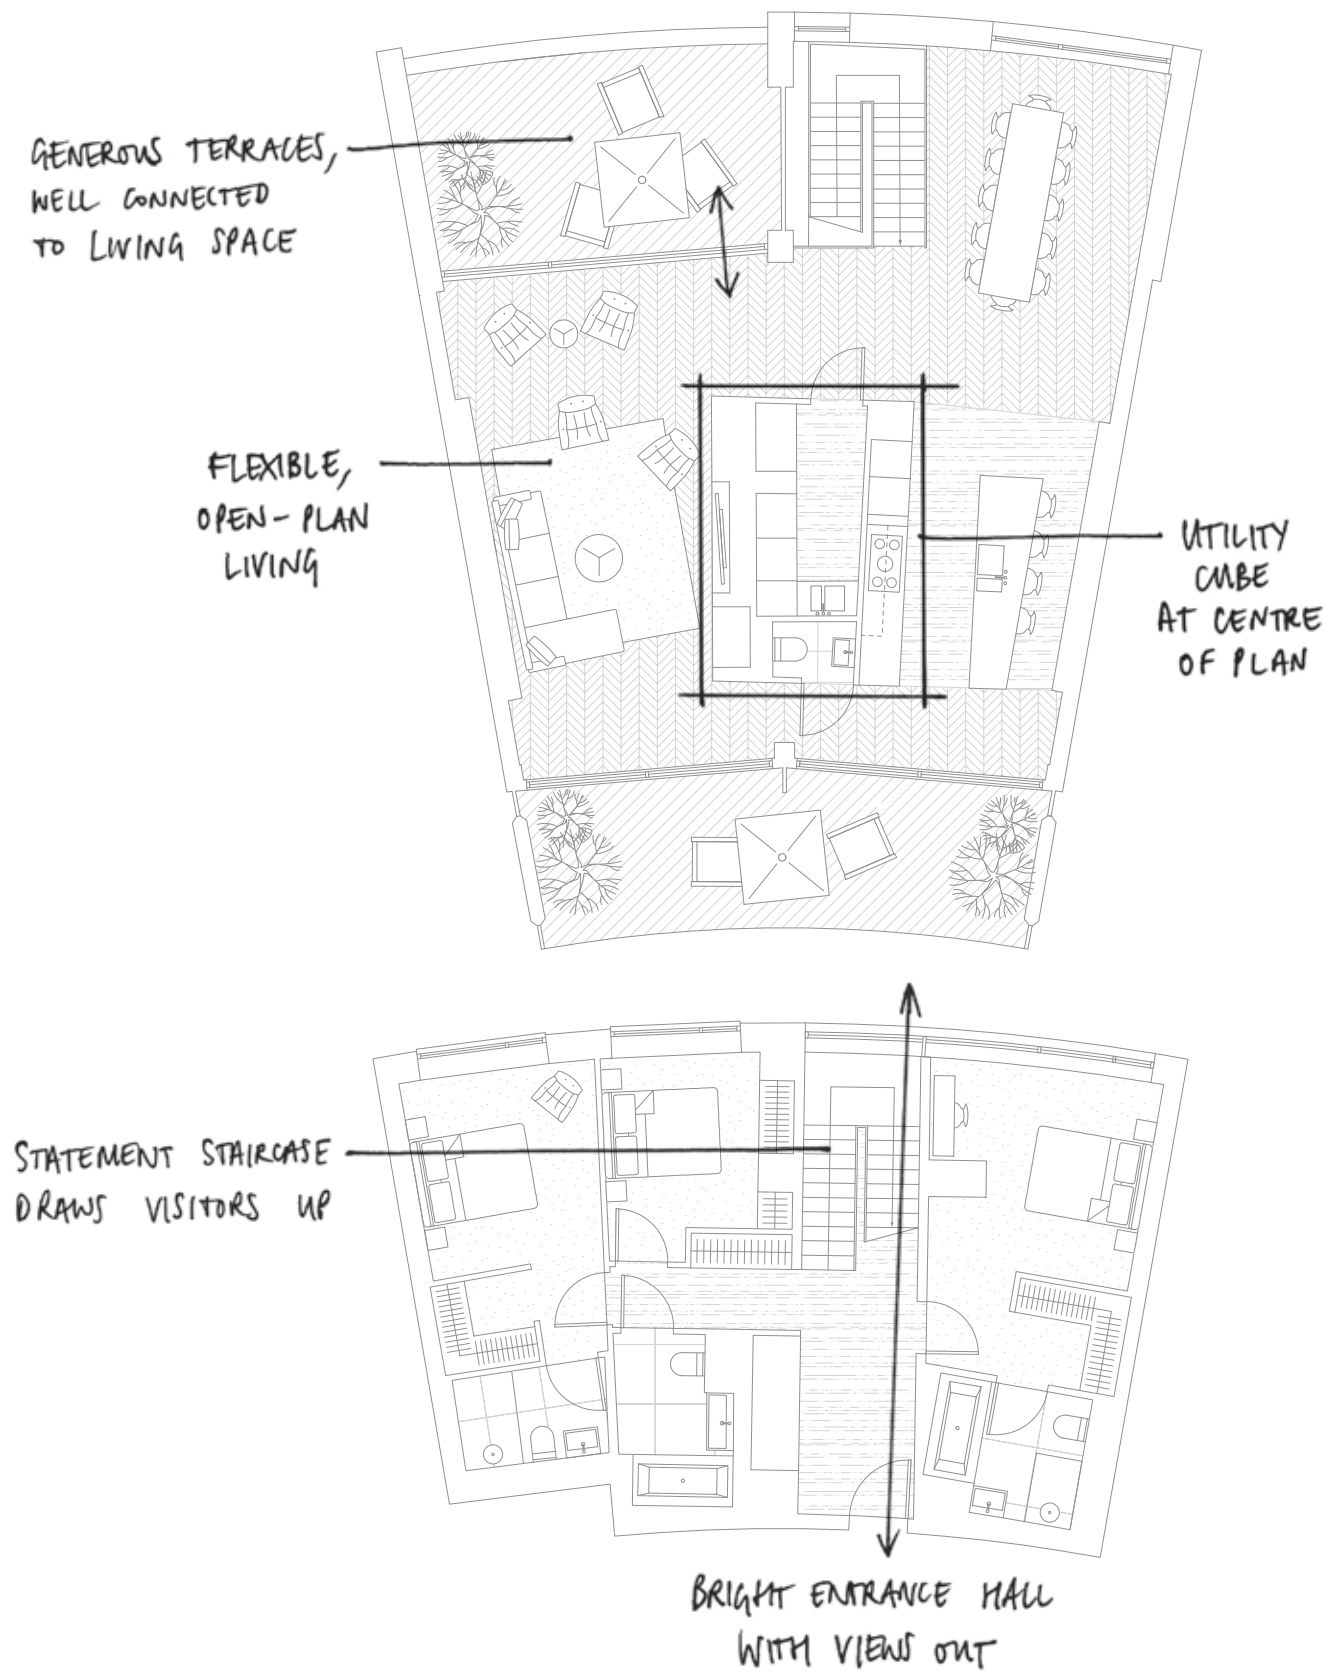 GENEROUS TERRACES,
WELL CONNECTED
TO LIVING SPACE
FLEXIBLE,
OPEN-PLAN
LIVING
UTILITY
CUBE
AT CENTRE
OF PLAN
STATEMENT STAIRCASE
DRAWS VISITORS UP
BRIGHT ENTRANCE HALL
WITH VIEWS OUT